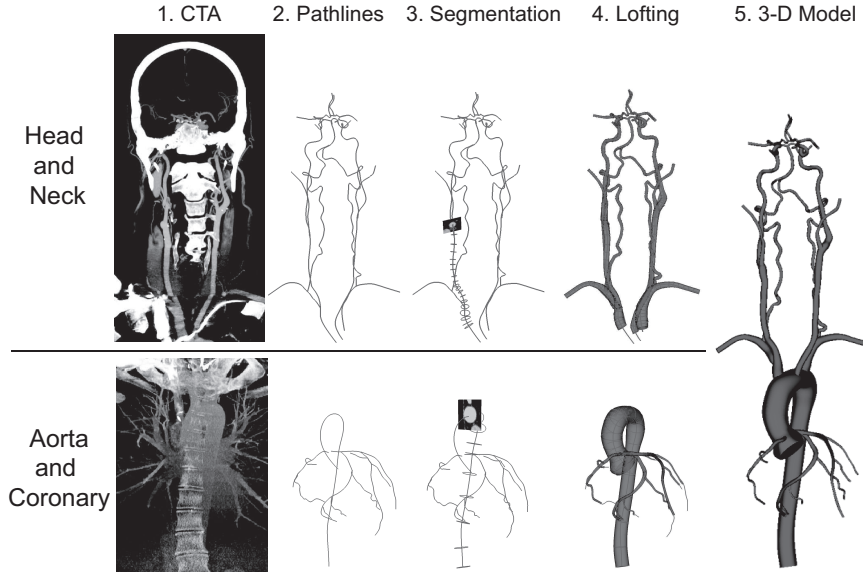 1. CTA
2. Pathlines
3. Segmentation
4. Lofting
5. 3-D Model
Head
and
Neck
Aorta
and
Coronary